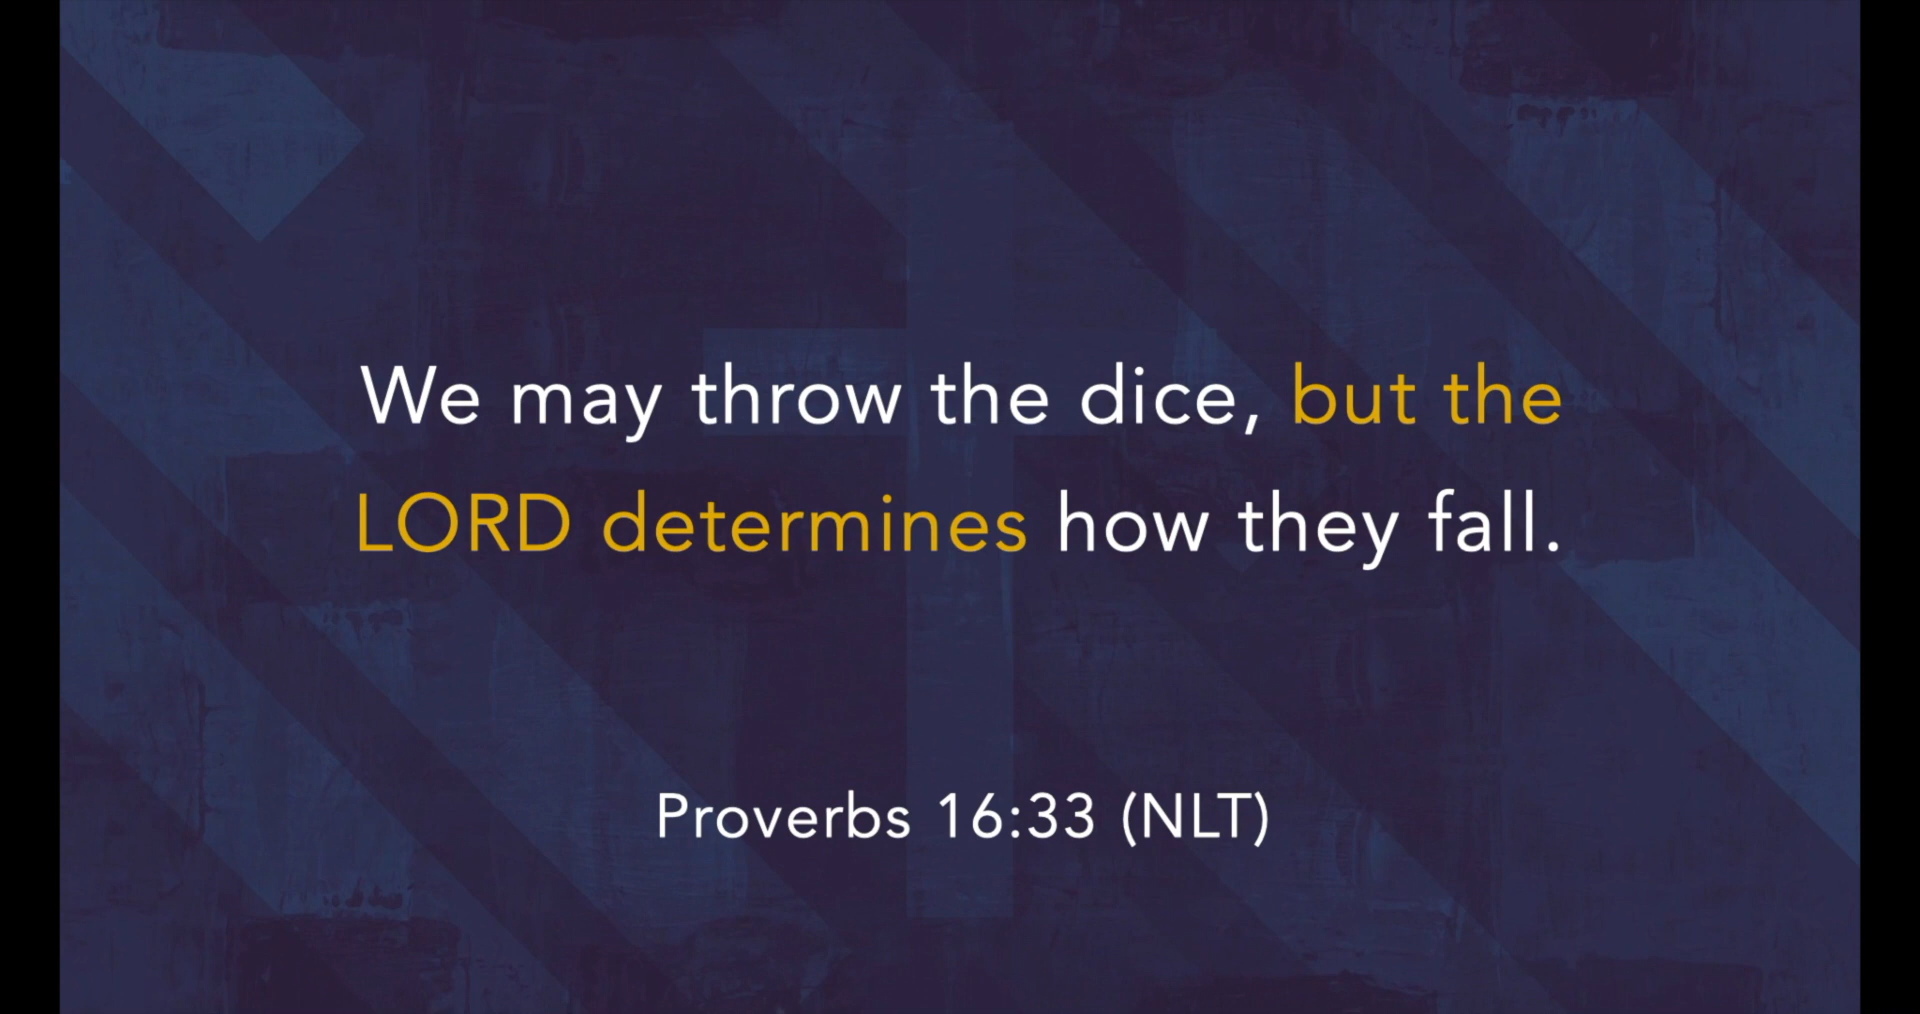 We may throw the dice, but the
LORD determines how they fall.
Proverbs 16:33 (NLT)